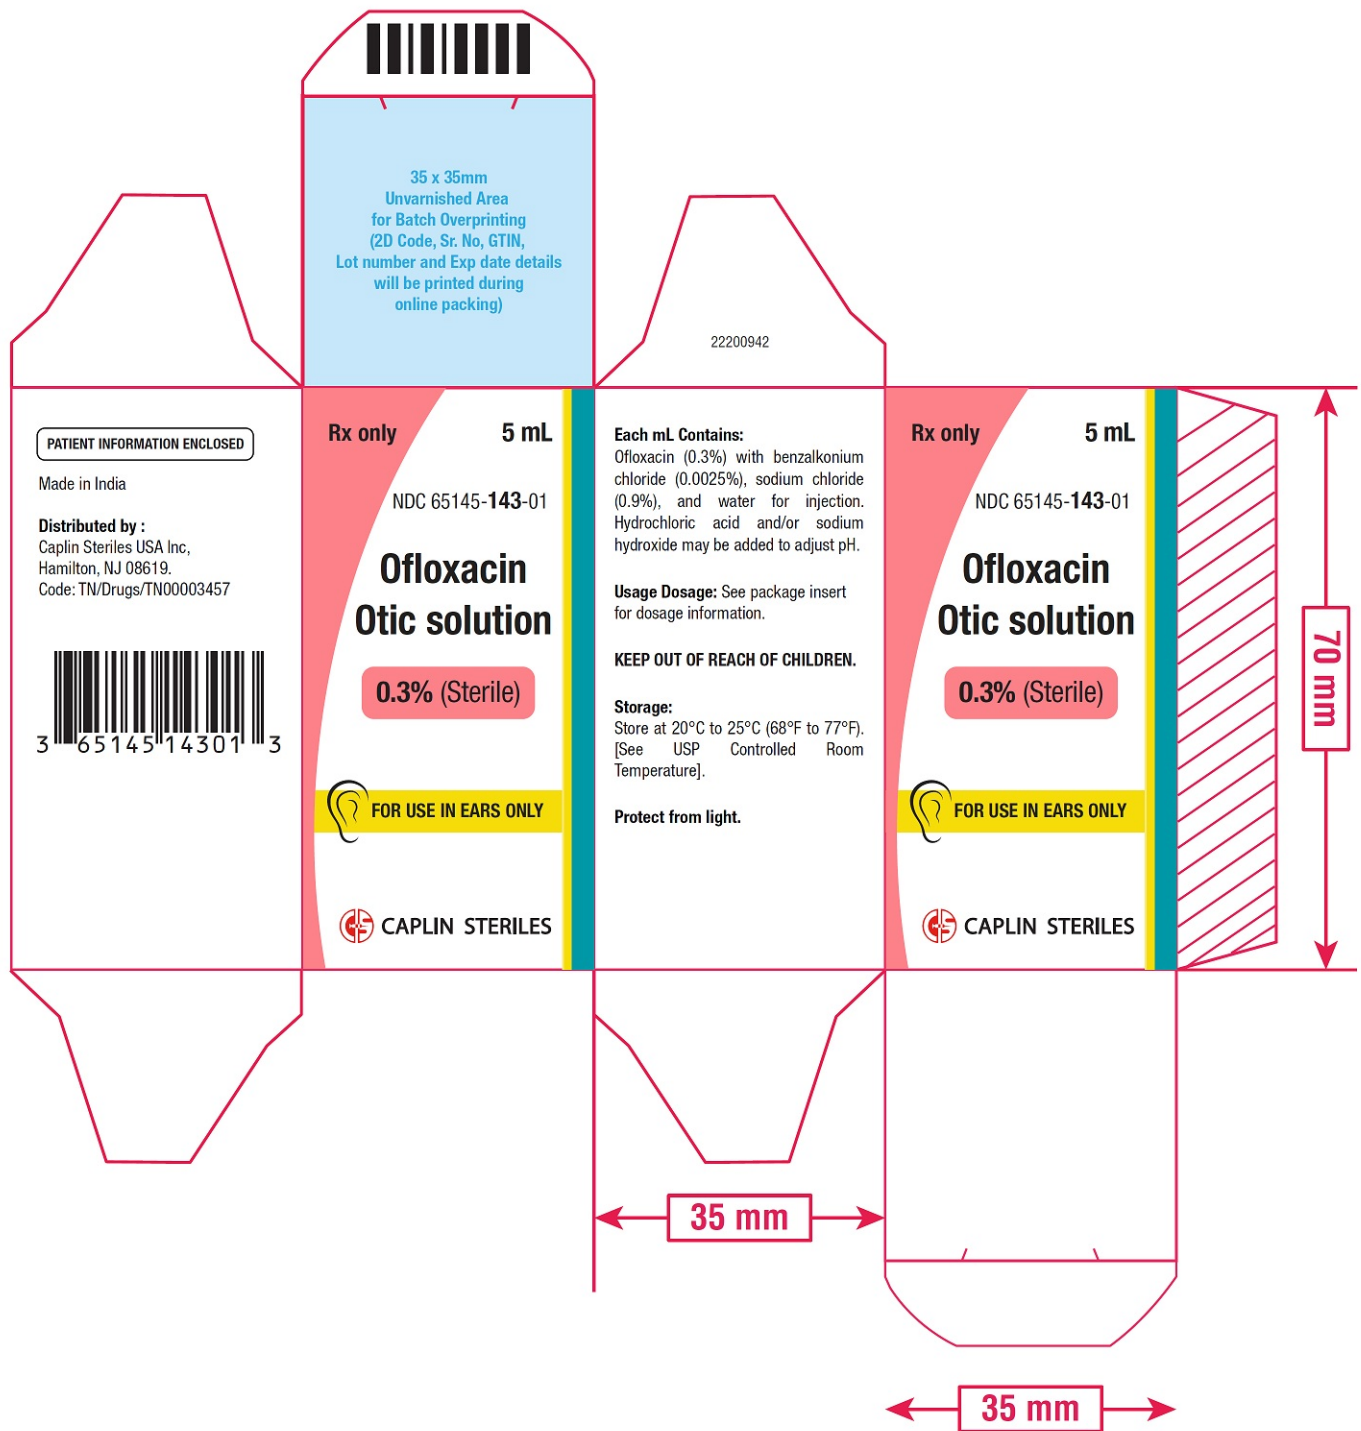 35 x 35mm
Unvarnished Area
for Batch Overprinting
(2D Code, Sr. No, GTIN,
Lot number and Exp date details
will be printed during
online packing)
22200942
PATIENT INFORMATION ENCLOSED
Made in India
Distributed by :
Caplin Steriles USA Inc,
Hamilton, NJ 08619.
Code: TN/Drugs/TN00003457
3 65145 14301 3
Rx only 5 mL
NDC 65145-143-01
Ofloxacin
Otic solution
0.3% (Sterile)
FOR USE IN EARS ONLY
CAPLIN STERILES
Each mL Contains:
Ofloxacin (0.3%) with benzalkonium
chloride (0.0025%), sodium chloride
(0.9%), and water for injection.
Hydrochloric acid and/or sodium
hydroxide may be added to adjust pH.
Usage Dosage: See package insert
for dosage information.
KEEP OUT OF REACH OF CHILDREN.
Storage:
Store at 20°C to 25°C (68°F to 77°F).
[See USP Controlled Room
Temperature].
Protect from light.
Rx only 5 mL
NDC 65145-143-01
Ofloxacin
Otic solution
0.3% (Sterile)
FOR USE IN EARS ONLY
CAPLIN STERILES
70 mm
35 mm
35 mm